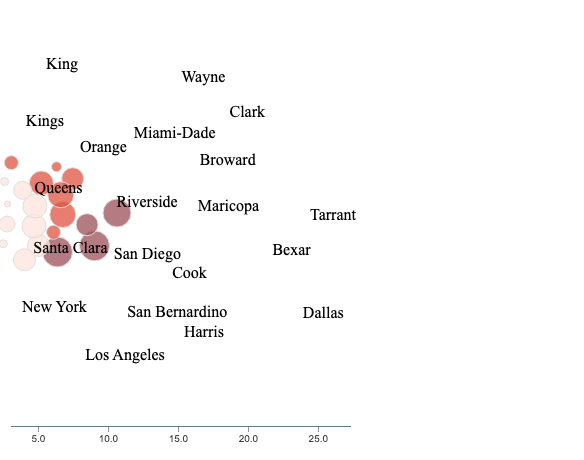 King
Wayne
Clark
Kings
Miami-Dade
Orange
Broward
Queens
Riverside
Maricopa
Tarrant
Santa Clara
San Diego
Bexar
Cook
New York
San Bernardino
Dallas
Harris
Los Angeles
5.0 10.0 15.0 20.0 25.0